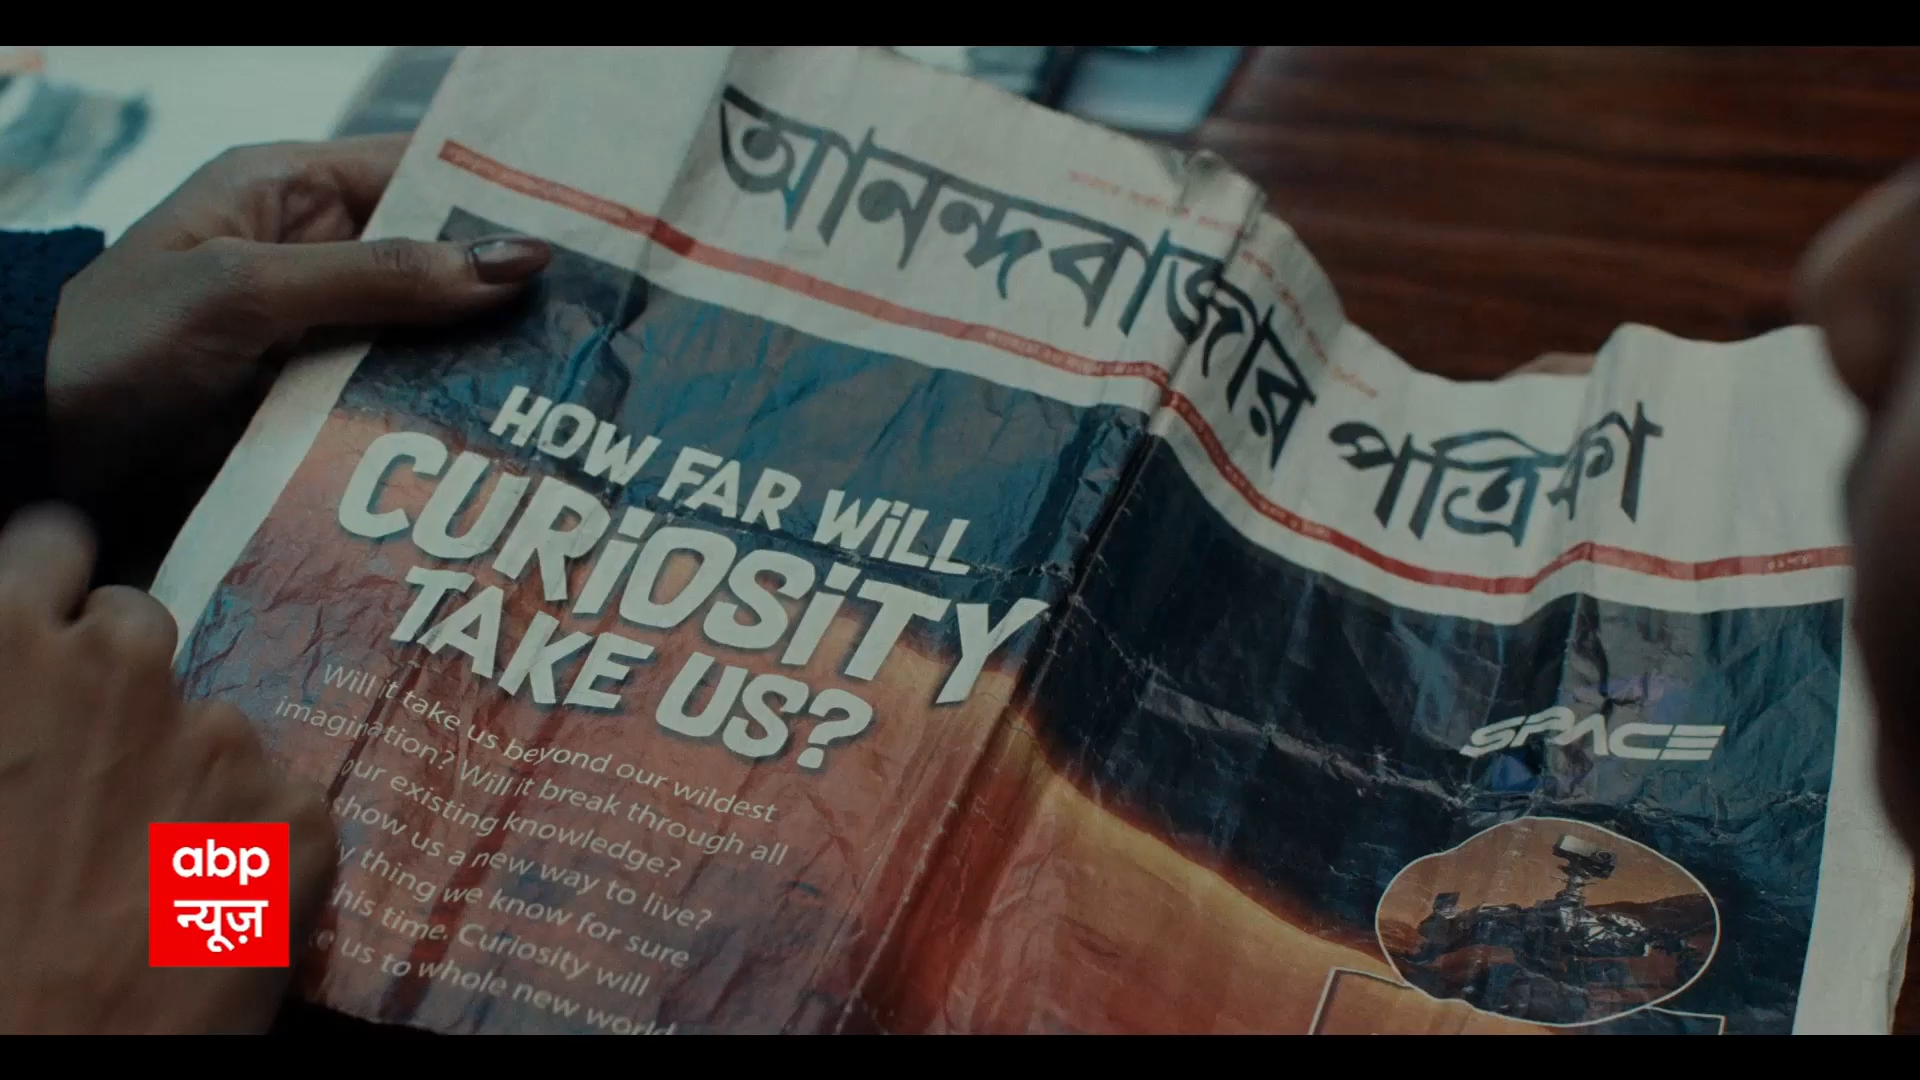 আনন্দবাজার পত্রিকা
HOW FAR WiLL
CURiOSiTY
TAKE US?
Will it take us beyond our wildest
imagination? Will it break through all
our existing knowledge?
how us a new way to live?
thing we know for sure
his time. Curiosity will
us to whole new world
SPACE
abp
न्यूज़